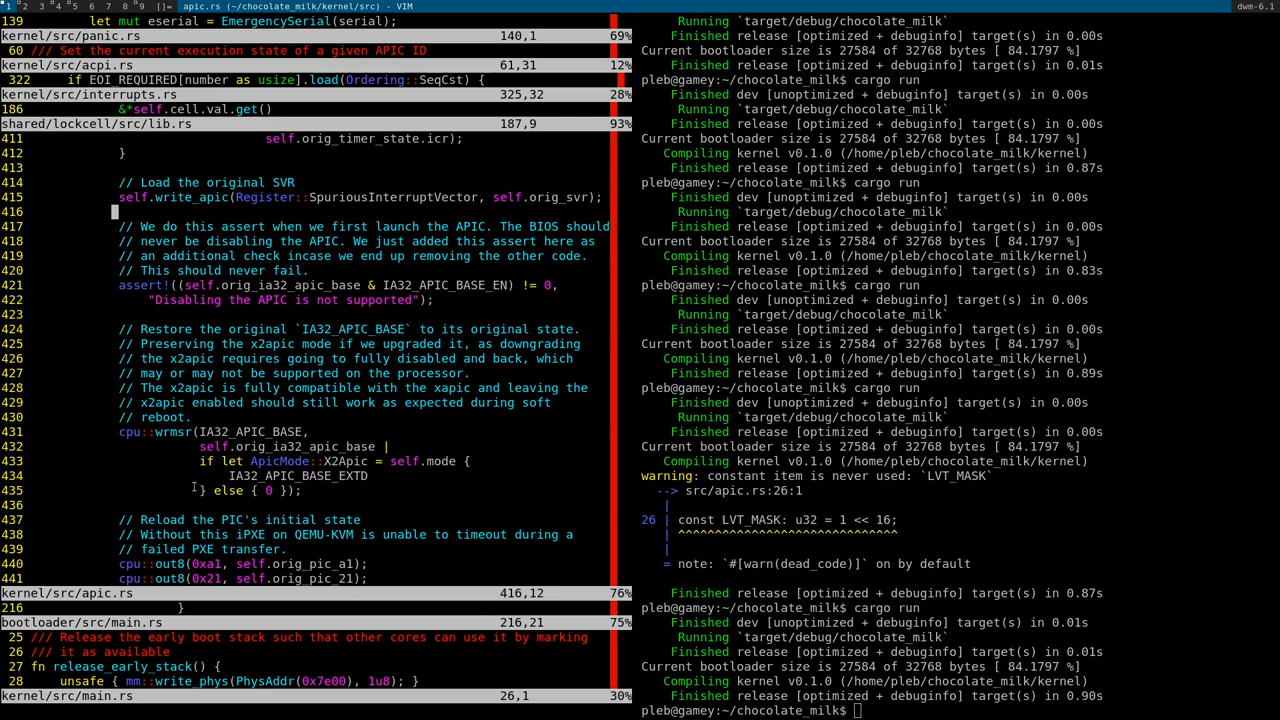 1 2 3 4 5 6 7 8 9 []= apic.rs (~/chocolate_milk/kernel/src) - VIM dwm-6.1
139 let mut eserial = EmergencySerial(serial);
kernel/src/panic.rs 140,1 69%
60 /// Set the current execution state of a given APIC ID
kernel/src/acpi.rs 61,31 12%
322 if EOI_REQUIRED[number as usize].load(Ordering::SeqCst) {
kernel/src/interrupts.rs 325,32 28%
186 &*self.cell.val.get()
shared/lockcell/src/lib.rs 187,9 93%
411 self.orig_timer_state.icr);
412 }
413
414 // Load the original SVR
415 self.write_apic(Register::SpuriousInterruptVector, self.orig_svr);
416
417 // We do this assert when we first launch the APIC. The BIOS should
418 // never be disabling the APIC. We just added this assert here as
419 // an additional check incase we end up removing the other code.
420 // This should never fail.
421 assert!((self.orig_ia32_apic_base & IA32_APIC_BASE_EN) != 0,
422 "Disabling the APIC is not supported");
423
424 // Restore the original `IA32_APIC_BASE` to its original state.
425 // Preserving the x2apic mode if we upgraded it, as downgrading
426 // the x2apic requires going to fully disabled and back, which
427 // may or may not be supported on the processor.
428 // The x2apic is fully compatible with the xapic and leaving the
429 // x2apic enabled should still work as expected during soft
430 // reboot.
431 cpu::wrmsr(IA32_APIC_BASE,
432 self.orig_ia32_apic_base |
433 if let ApicMode::X2Apic = self.mode {
434 IA32_APIC_BASE_EXTD
435 } else { 0 });
436
437 // Reload the PIC's initial state
438 // Without this iPXE on QEMU-KVM is unable to timeout during a
439 // failed PXE transfer.
440 cpu::out8(0xa1, self.orig_pic_a1);
441 cpu::out8(0x21, self.orig_pic_21);
kernel/src/apic.rs 416,12 76%
216 }
bootloader/src/main.rs 216,21 75%
25 /// Release the early boot stack such that other cores can use it by marking
26 /// it as available
27 fn release_early_stack() {
28 unsafe { mm::write_phys(PhysAddr(0x7e00), 1u8); }
kernel/src/main.rs 26,1 30%
Running `target/debug/chocolate_milk`
Finished release [optimized + debuginfo] target(s) in 0.00s
Current bootloader size is 27584 of 32768 bytes [ 84.1797 %]
Finished release [optimized + debuginfo] target(s) in 0.01s
pleb@gamey:~/chocolate_milk$ cargo run
Finished dev [unoptimized + debuginfo] target(s) in 0.00s
Running `target/debug/chocolate_milk`
Finished release [optimized + debuginfo] target(s) in 0.00s
Current bootloader size is 27584 of 32768 bytes [ 84.1797 %]
Compiling kernel v0.1.0 (/home/pleb/chocolate_milk/kernel)
Finished release [optimized + debuginfo] target(s) in 0.87s
pleb@gamey:~/chocolate_milk$ cargo run
Finished dev [unoptimized + debuginfo] target(s) in 0.00s
Running `target/debug/chocolate_milk`
Finished release [optimized + debuginfo] target(s) in 0.00s
Current bootloader size is 27584 of 32768 bytes [ 84.1797 %]
Compiling kernel v0.1.0 (/home/pleb/chocolate_milk/kernel)
Finished release [optimized + debuginfo] target(s) in 0.83s
pleb@gamey:~/chocolate_milk$ cargo run
Finished dev [unoptimized + debuginfo] target(s) in 0.00s
Running `target/debug/chocolate_milk`
Finished release [optimized + debuginfo] target(s) in 0.00s
Current bootloader size is 27584 of 32768 bytes [ 84.1797 %]
Compiling kernel v0.1.0 (/home/pleb/chocolate_milk/kernel)
Finished release [optimized + debuginfo] target(s) in 0.89s
pleb@gamey:~/chocolate_milk$ cargo run
Finished dev [unoptimized + debuginfo] target(s) in 0.00s
Running `target/debug/chocolate_milk`
Finished release [optimized + debuginfo] target(s) in 0.00s
Current bootloader size is 27584 of 32768 bytes [ 84.1797 %]
Compiling kernel v0.1.0 (/home/pleb/chocolate_milk/kernel)
warning: constant item is never used: `LVT_MASK`
--> src/apic.rs:26:1
|
26 | const LVT_MASK: u32 = 1 << 16;
| ^^^^^^^^^^^^^^^^^^^^^^^^^^^^^^
|
= note: `#[warn(dead_code)]` on by default
Finished release [optimized + debuginfo] target(s) in 0.87s
pleb@gamey:~/chocolate_milk$ cargo run
Finished dev [unoptimized + debuginfo] target(s) in 0.01s
Running `target/debug/chocolate_milk`
Finished release [optimized + debuginfo] target(s) in 0.01s
Current bootloader size is 27584 of 32768 bytes [ 84.1797 %]
Compiling kernel v0.1.0 (/home/pleb/chocolate_milk/kernel)
Finished release [optimized + debuginfo] target(s) in 0.90s
pleb@gamey:~/chocolate_milk$